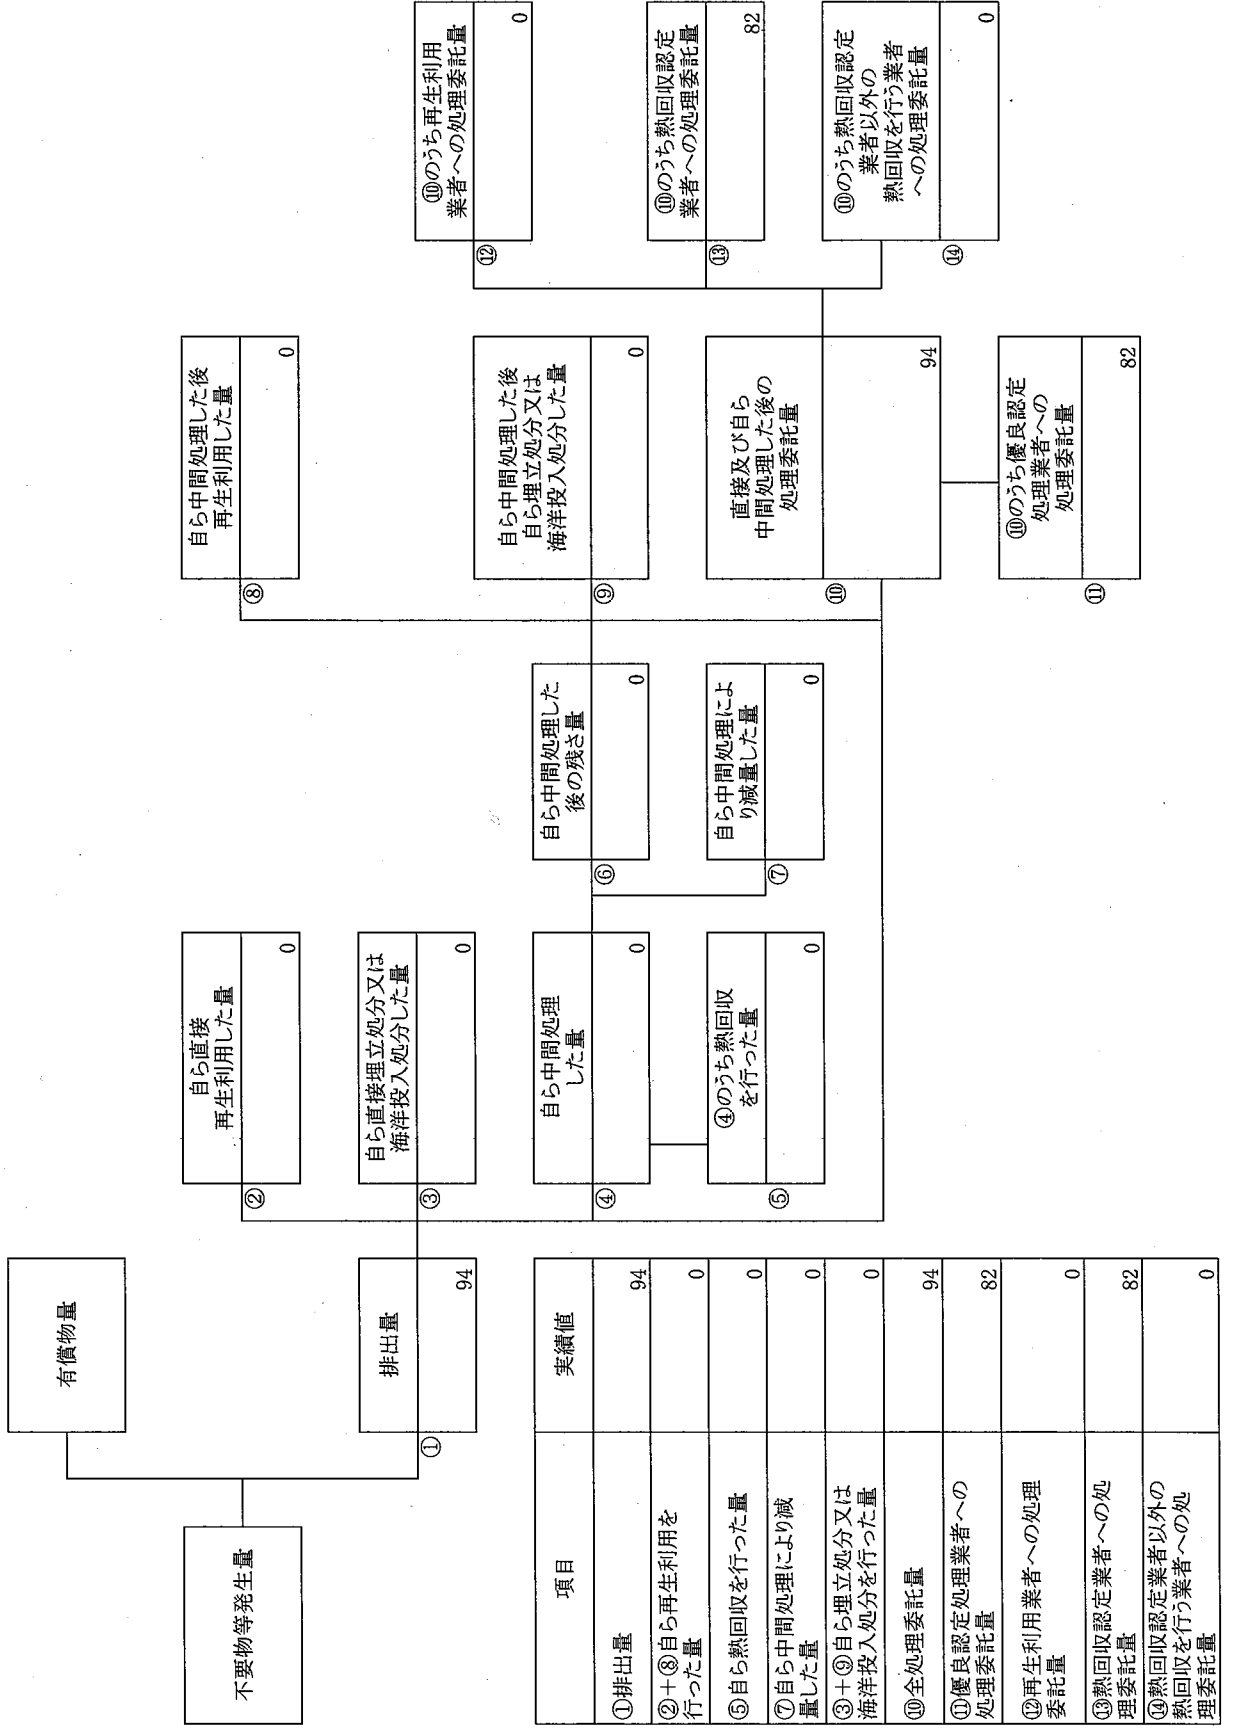 不要物等発生量
有償物量
①
排出量
94
②
自ら直接
再生利用した量
0
③
自ら直接埋立処分又は
海洋投入処分した量
0
④
自ら中間処理
した量
0
⑤
④のうち熱回収
を行った量
0
⑥
自ら中間処理した
後の残さ量
0
⑦
自ら中間処理によ
り減量した量
0
⑧
自ら中間処理した後
再生利用した量
0
⑨
自ら中間処理した後
自ら埋立処分又は
海洋投入処分した量
0
⑩
直接及び自ら
中間処理した後の
処理委託量
94
⑪
⑩のうち優良認定
処理業者への
処理委託量
82
⑫
⑩のうち再生利用
業者への処理委託量
0
⑬
⑩のうち熱回収認定
業者への処理委託量
82
⑭
⑩のうち熱回収認定
業者以外の
熱回収を行う業者
への処理委託量
0
項目 実績値
①排出量 94
②+⑧自ら再生利用を
行った量 0
⑤自ら熱回収を行った量 0
⑦自ら中間処理により減
量した量 0
③+⑨自ら埋立処分又は
海洋投入処分を行った量 0
⑩全処理委託量 94
⑪優良認定処理業者への
処理委託量 82
⑫再生利用業者への処理
委託量 0
⑬熱回収認定業者への処
理委託量 82
⑭熱回収認定業者以外の
熱回収を行う業者への処
理委託量 0